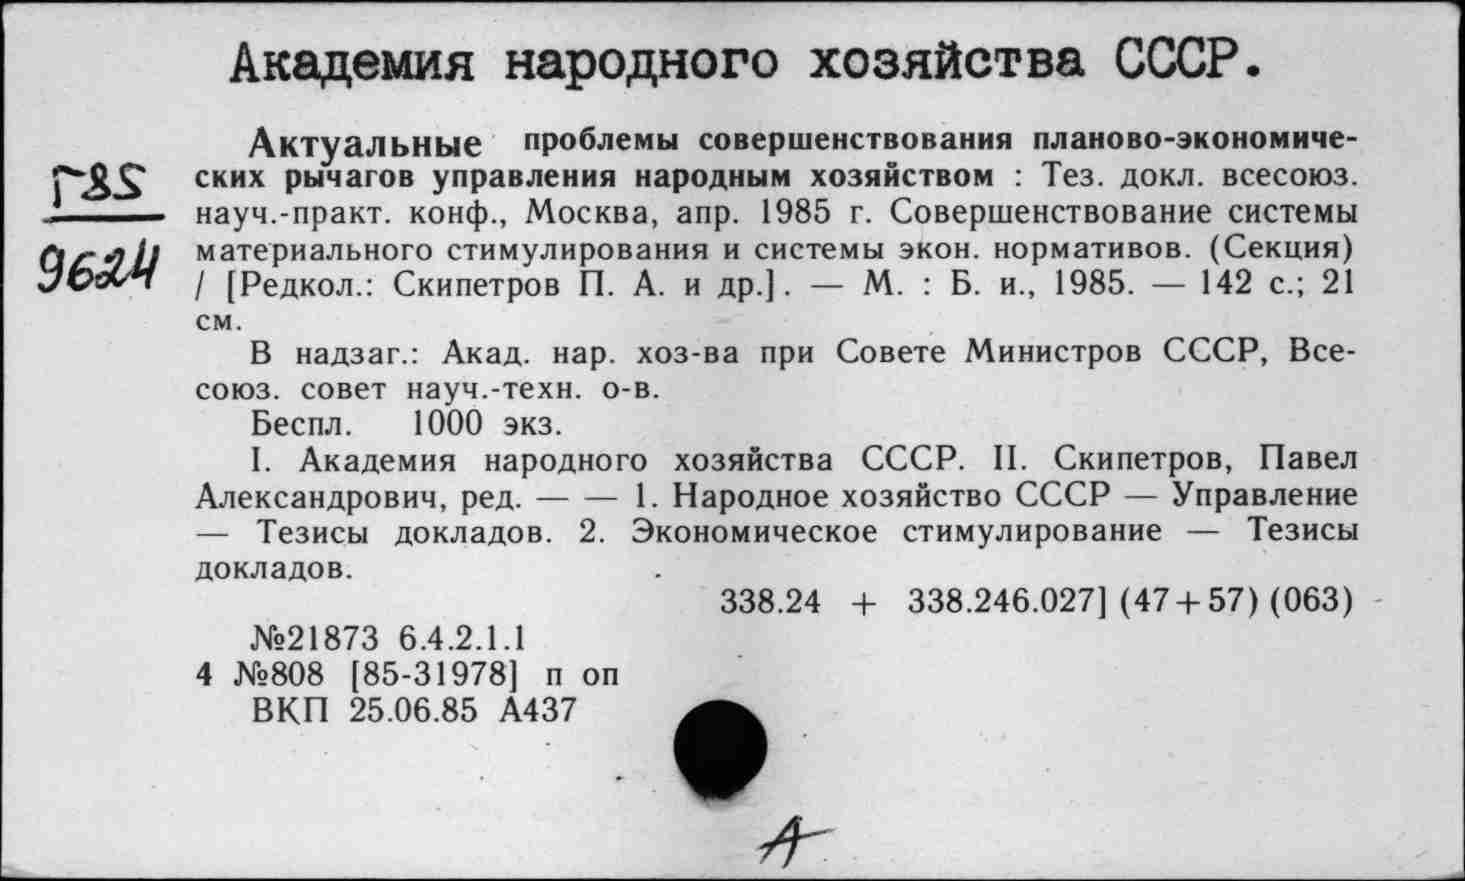 Академия народного хозяйства СССР.
Актуальные проблемы совершенствования планово-экономиче-
ских рычагов управления народным хозяйством : Тез. докл. всесоюз.
науч.-практ. конф., Москва, апр. 1985 г. Совершенствование системы
материального стимулирования и системы экон. нормативов. (Секция)
/ [Редкол.: Скипетров П. А. и др.]. — М. : Б. и., 1985. — 142 с.; 21
см.
Г85
9624
В надзаг.: Акад. нар. хоз-ва при Совете Министров СССР, Все-
союз. совет науч.-техн. о-в.
Беспл. 1000 экз.
I. Академия народного хозяйства СССР. II. Скипетров, Павел
Александрович, ред. — — 1. Народное хозяйство СССР — Управление
— Тезисы докладов. 2. Экономическое стимулирование — Тезисы
докладов.
338.24 + 338.246.027] (47+57) (063)
№21873 6.4.2.1.1
4 №808 [85-31978] п оп
ВКП 25.06.85 А437
А